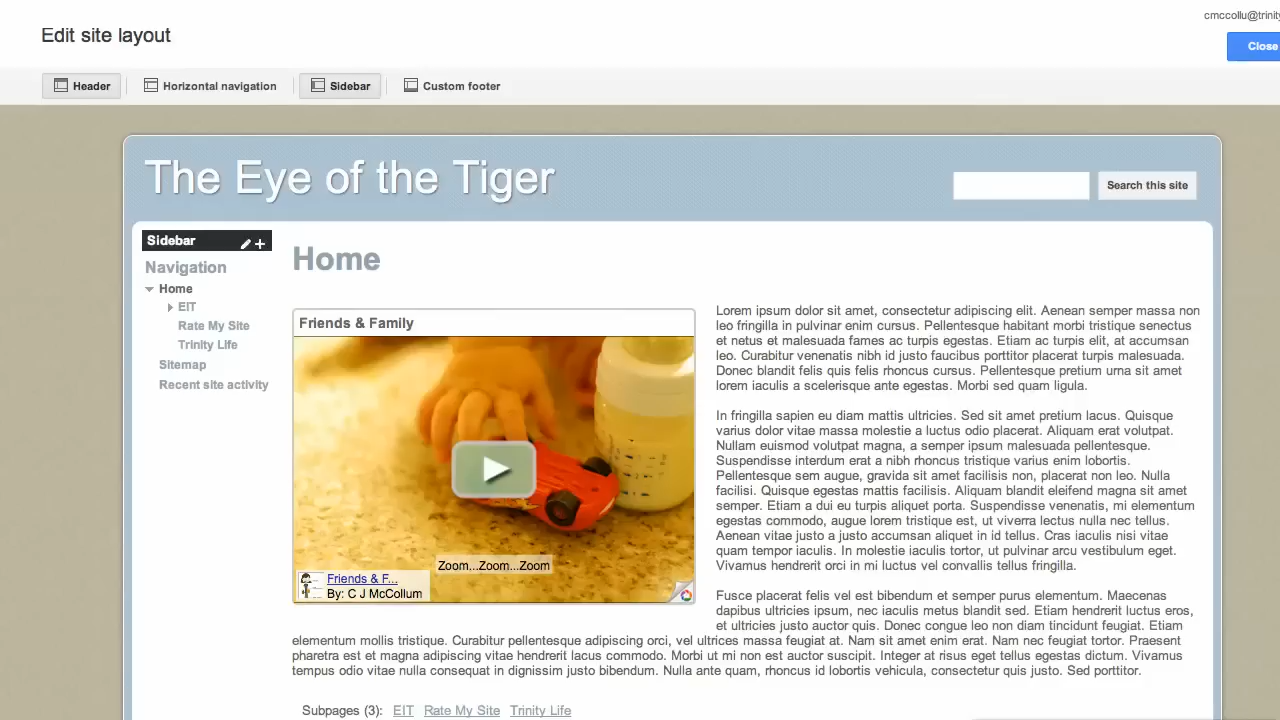 cmccollu@trinity
Edit site layout
Close
Header
Horizontal navigation
Sidebar
Custom footer
The Eye of the Tiger
Search this site
Sidebar
Navigation
Home
EIT
Rate My Site
Trinity Life
Sitemap
Recent site activity
Home
Friends & Family
Zoom...Zoom...Zoom
Friends & F...
By: C J McCollum
Lorem ipsum dolor sit amet, consectetur adipiscing elit. Aenean semper massa non
leo fringilla in pulvinar enim cursus. Pellentesque habitant morbi tristique senectus
et netus et malesuada fames ac turpis egestas. Etiam ac turpis elit, at accumsan
leo. Curabitur venenatis nibh id justo faucibus porttitor placerat turpis malesuada.
Donec blandit felis quis felis rhoncus cursus. Pellentesque pretium urna sit amet
lorem iaculis a scelerisque ante egestas. Morbi sed quam ligula.
In fringilla sapien eu diam mattis ultricies. Sed sit amet pretium lacus. Quisque
varius dolor vitae massa molestie a luctus odio placerat. Aliquam erat volutpat.
Nullam euismod volutpat magna, a semper ipsum malesuada pellentesque.
Suspendisse interdum erat a nibh rhoncus tristique varius enim lobortis.
Pellentesque sem augue, gravida sit amet facilisis non, placerat non leo. Nulla
facilisi. Quisque egestas mattis facilisis. Aliquam blandit eleifend magna sit amet
semper. Etiam a dui eu turpis aliquet porta. Suspendisse venenatis, mi elementum
egestas commodo, augue lorem tristique est, ut viverra lectus nulla nec tellus.
Aenean vitae justo a justo accumsan aliquet in id tellus. Cras iaculis nisi vitae
quam tempor iaculis. In molestie iaculis tortor, ut pulvinar arcu vestibulum eget.
Vivamus hendrerit orci in mi luctus vel convallis tellus fringilla.
Fusce placerat felis vel est bibendum et semper purus elementum. Maecenas
dapibus ultricies ipsum, nec iaculis metus blandit sed. Etiam hendrerit luctus eros,
et ultricies justo auctor quis. Donec congue leo non diam tincidunt feugiat. Etiam
elementum mollis tristique. Curabitur pellentesque adipiscing orci, vel ultrices massa feugiat at. Nam sit amet enim erat. Nam nec feugiat tortor. Praesent
pharetra est et magna adipiscing vitae hendrerit lacus commodo. Morbi ut mi non est auctor suscipit. Integer at risus eget tellus egestas dictum. Vivamus
tempus odio vitae nulla consequat in dignissim justo bibendum. Nulla ante quam, rhoncus id lobortis vehicula, consectetur quis justo. Sed porttitor.
Subpages (3): EIT Rate My Site Trinity Life